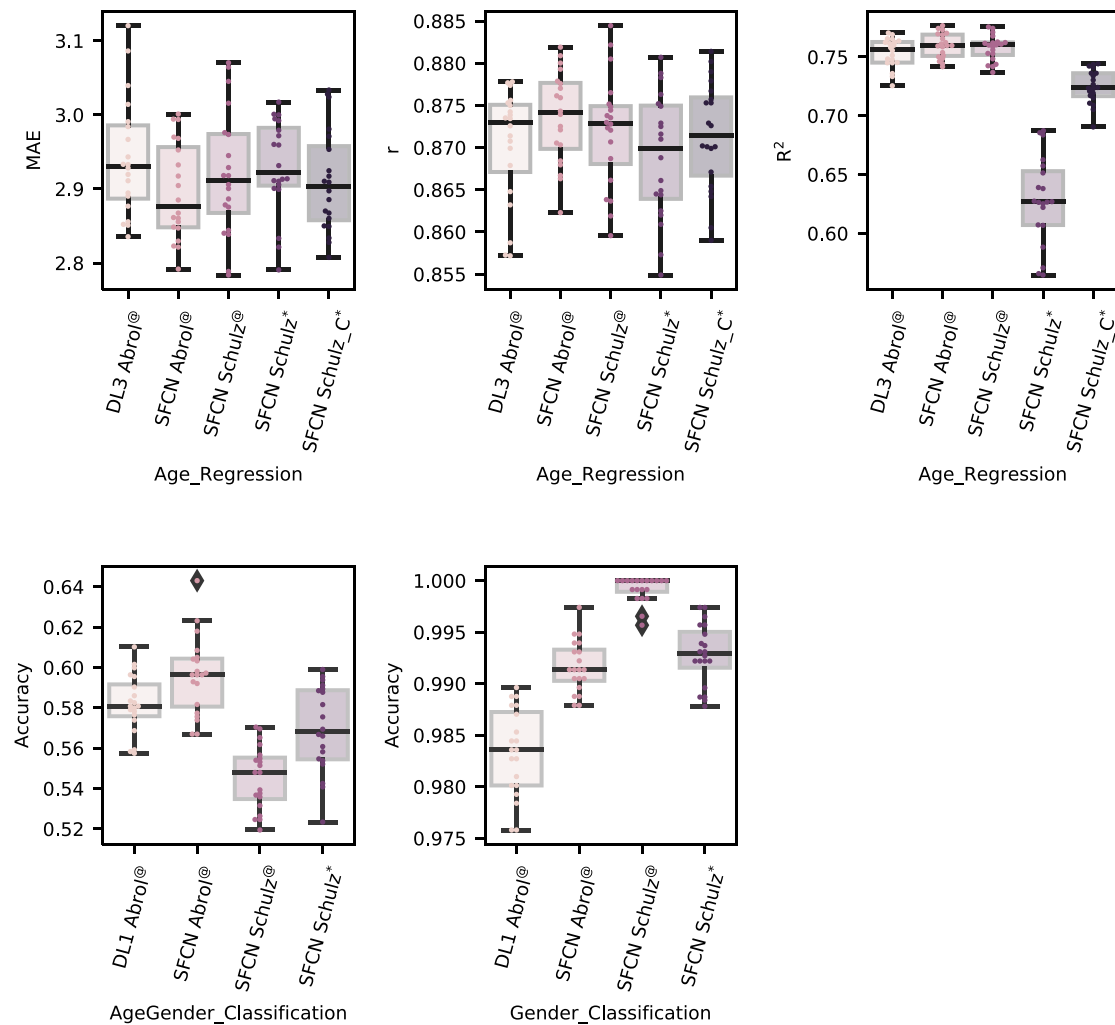 MAE
3.1
3.0
2.9
2.8
DL3 Abrol@
SFCN Abrol@
SFCN Schulz@
SFCN Schulz*
SFCN Schulz_C*
Age_Regression
r
0.885
0.880
0.875
0.870
0.865
0.860
0.855
DL3 Abrol@
SFCN Abrol@
SFCN Schulz@
SFCN Schulz*
SFCN Schulz_C*
Age_Regression
R²
0.75
0.70
0.65
0.60
DL3 Abrol@
SFCN Abrol@
SFCN Schulz@
SFCN Schulz*
SFCN Schulz_C*
Age_Regression
Accuracy
0.64
0.62
0.60
0.58
0.56
0.54
0.52
DL1 Abrol@
SFCN Abrol@
SFCN Schulz@
SFCN Schulz*
AgeGender_Classification
Accuracy
1.000
0.995
0.990
0.985
0.980
0.975
DL1 Abrol@
SFCN Abrol@
SFCN Schulz@
SFCN Schulz*
Gender_Classification